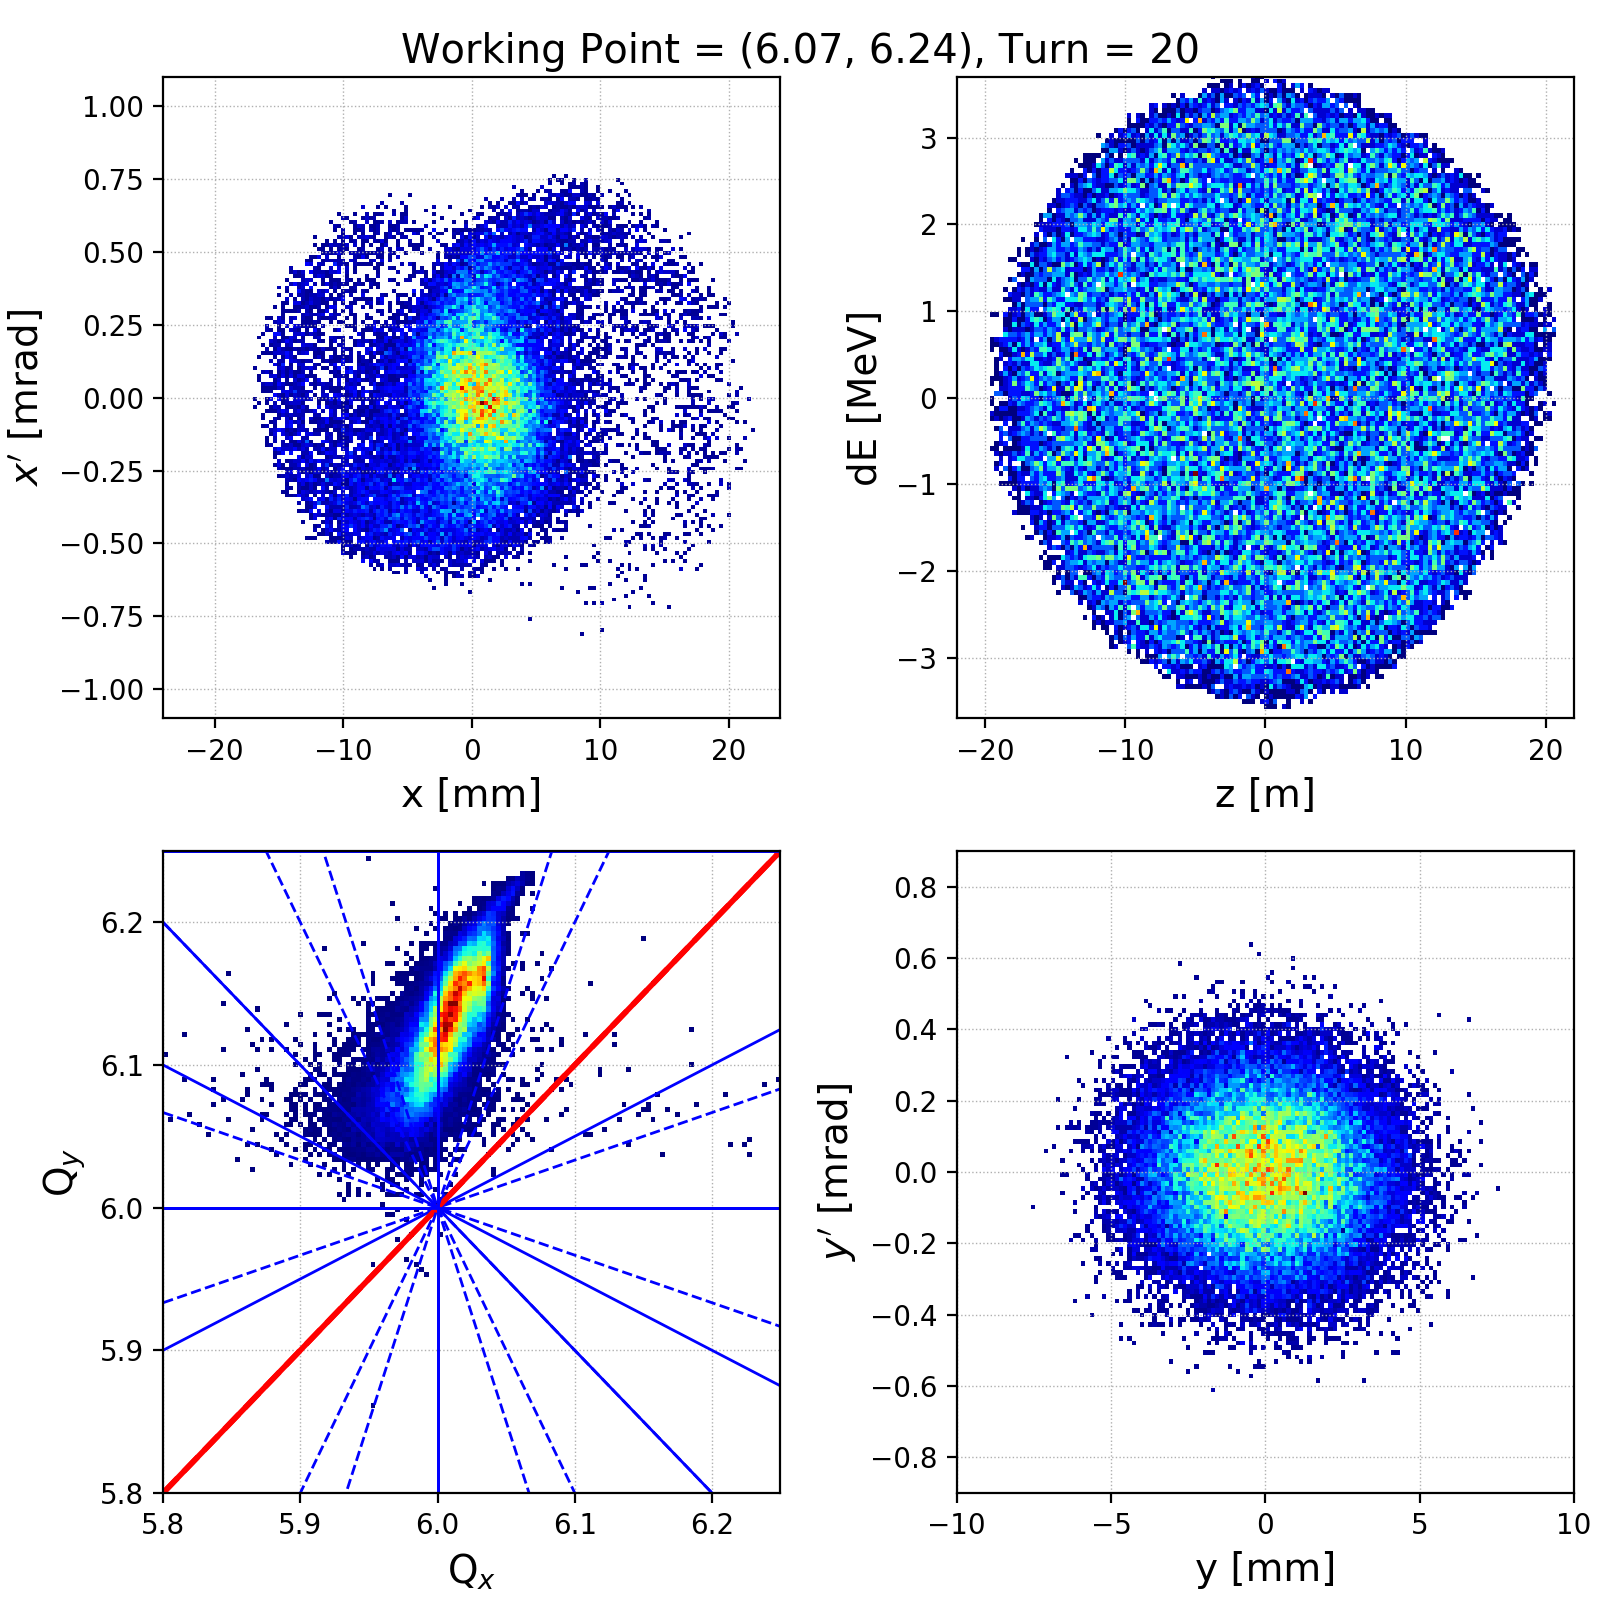 Working Point = (6.07, 6.24), Turn = 20
1.00
0.75
0.50
0.25
0.00
−0.25
−0.50
−0.75
−1.00
x′ [mrad]
−20 −10 0 10 20
x [mm]
3
2
1
0
−1
−2
−3
dE [MeV]
−20 −10 0 10 20
z [m]
6.2
6.1
6.0
5.9
5.8
Qy
5.8 5.9 6.0 6.1 6.2
Qx
0.8
0.6
0.4
0.2
0.0
−0.2
−0.4
−0.6
−0.8
y′ [mrad]
−10 −5 0 5 10
y [mm]